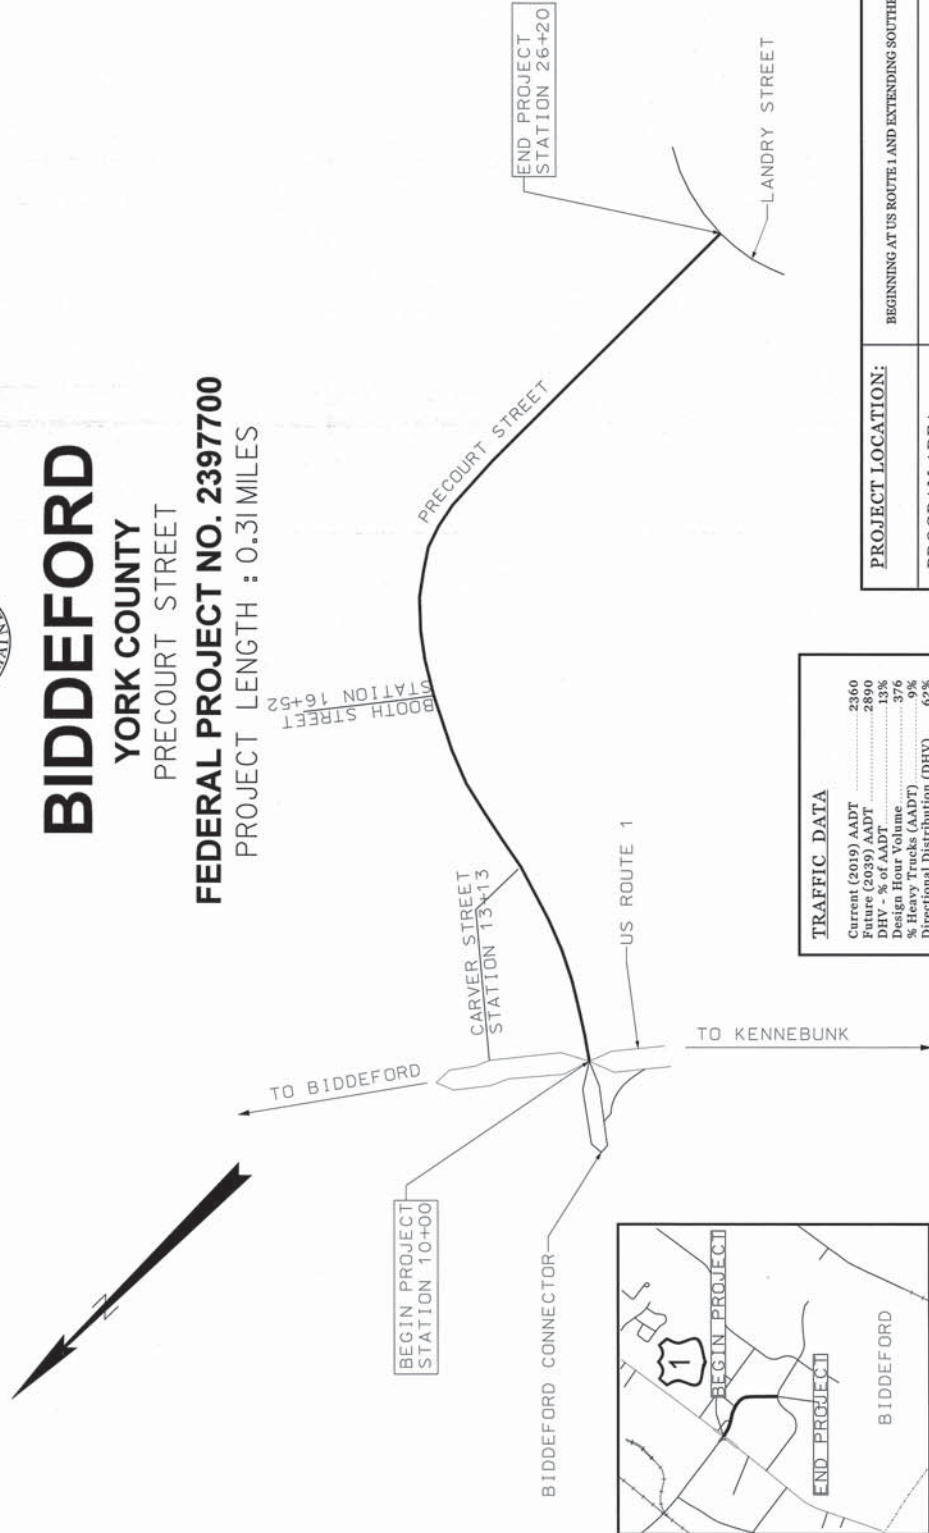 BIDDEFORD
YORK COUNTY
PRECOURT STREET
FEDERAL PROJECT NO. 2397700
PROJECT LENGTH : 0.31 MILES
TO BIDDEFORD
BEGIN PROJECT
STATION 10+00
CARVER STREET
STATION 13+13
BOOTH STREET
STATION 16+52
PRECOURT STREET
END PROJECT
STATION 26+20
LANDRY STREET
BIDDEFORD CONNECTOR
US ROUTE 1
TO KENNEBUNK
1
BEGIN PROJECT
END PROJECT
BIDDEFORD
TRAFFIC DATA
Current (2019) AADT 2360
Future (2039) AADT 2890
DHV - % of AADT 13%
Design Hour Volume 376
% Heavy Trucks (AADT) 9%
Directional Distribution (DHV) 62%
PROJECT LOCATION:
BEGINNING AT US ROUTE 1 AND EXTENDING SOUTHE